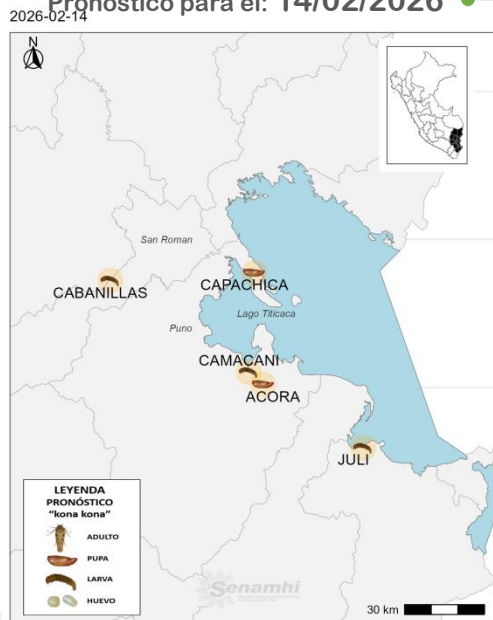 Pronóstico para el: 14/02/2026
2026-02-14
N
San Roman
CABANILLAS
CAPACHICA
Lago Titicaca
Puno
CAMACANI
ACORA
JULI
LEYENDA
PRONÓSTICO
"kona kona"
ADULTO
PUPA
LARVA
HUEVO
Senamhi
30 km